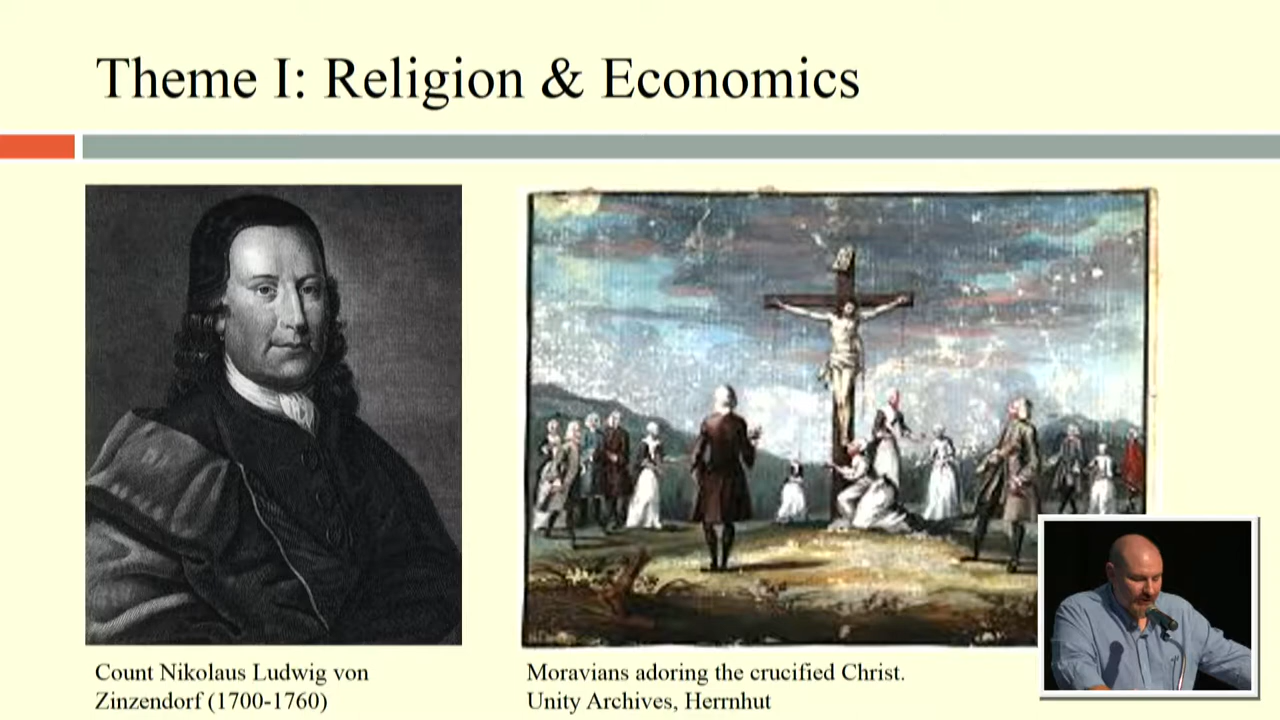 Theme I: Religion & Economics
Count Nikolaus Ludwig von
Zinzendorf (1700-1760)
Moravians adoring the crucified Christ.
Unity Archives, Herrnhut